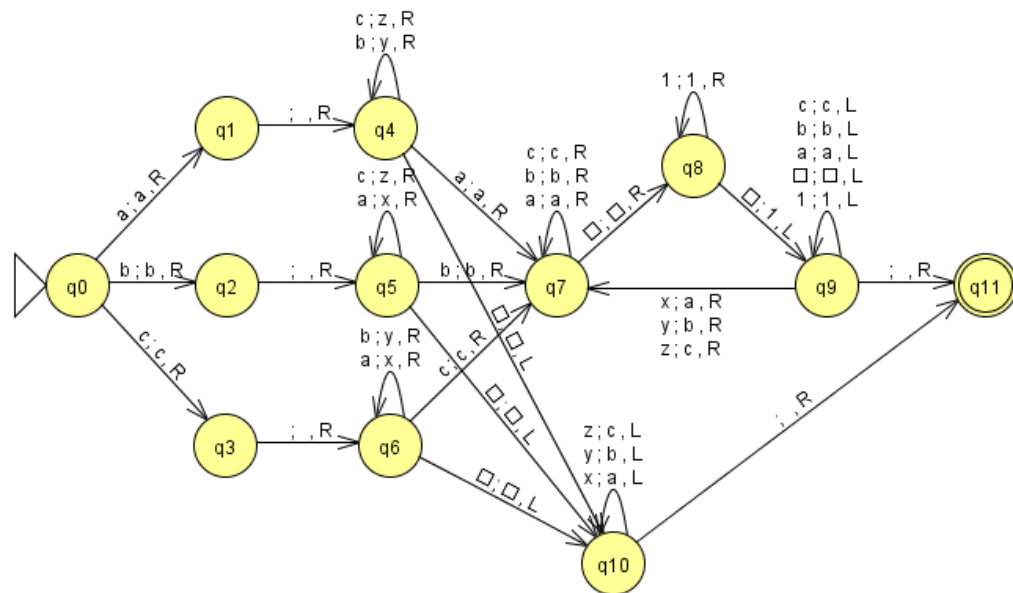 c ; z , R
b ; y , R
q1
; , R
q4
1 ; 1 , R
q8
c ; c , L
b ; b , L
a ; a , L
□ ; □ , L
1 ; 1 , L
a ; a , R
c ; z , R
a ; x , R
a ; a , R
c ; c , R
b ; b , R
a ; a , R
□ ; □ , R
□ ; 1 , L
q0
b ; b , R
q2
; , R
q5
b ; b , R
q7
x ; a , R
y ; b , R
z ; c , R
q9
; , R
q11
□ ; □ , L
c ; c , R
b ; y , R
a ; x , R
c ; c , R
□ ; □ , L
q3
; , R
q6
□ ; □ , L
z ; c , L
y ; b , L
x ; a , L
; , R
q10